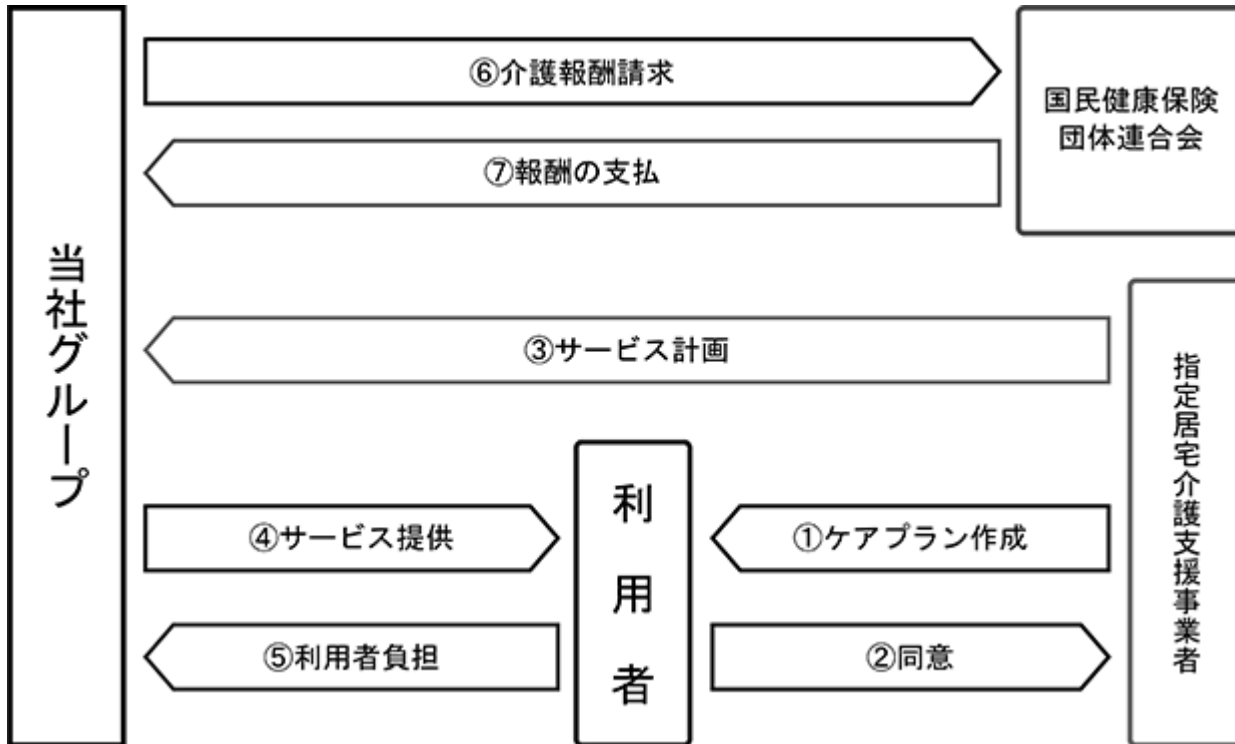 ⑥介護報酬請求
国民健康保険
団体連合会
⑦報酬の支払
当社グループ
③サービス計画
指定居宅介護支援事業者
利用者
④サービス提供
①ケアプラン作成
⑤利用者負担
②同意